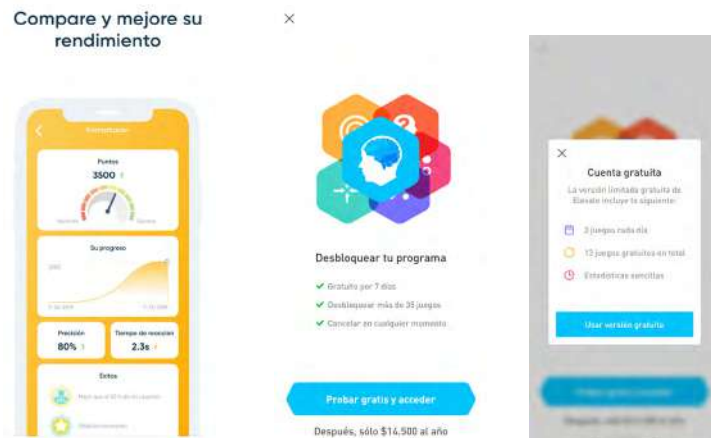 Compare y mejore su
rendimiento
Puntos
3500 ↑
Su progreso
Precisión
80% ↑
Tiempo de reaccion
2.3s ↑
Exitos
Desbloquear tu programa
✓ Gratuito por 7 días
✓ Desbloquear más de 35 juegos
✓ Cancelar en cualquier momento
Probar gratis y acceder
Después, sólo $14.500 al año
Cuenta gratuita
La versión limitada gratuita de
Elevate incluye lo siguiente:
3 juegos cada día
13 juegos gratuitos en total
Estadísticas sencillas
Usar versión gratuita